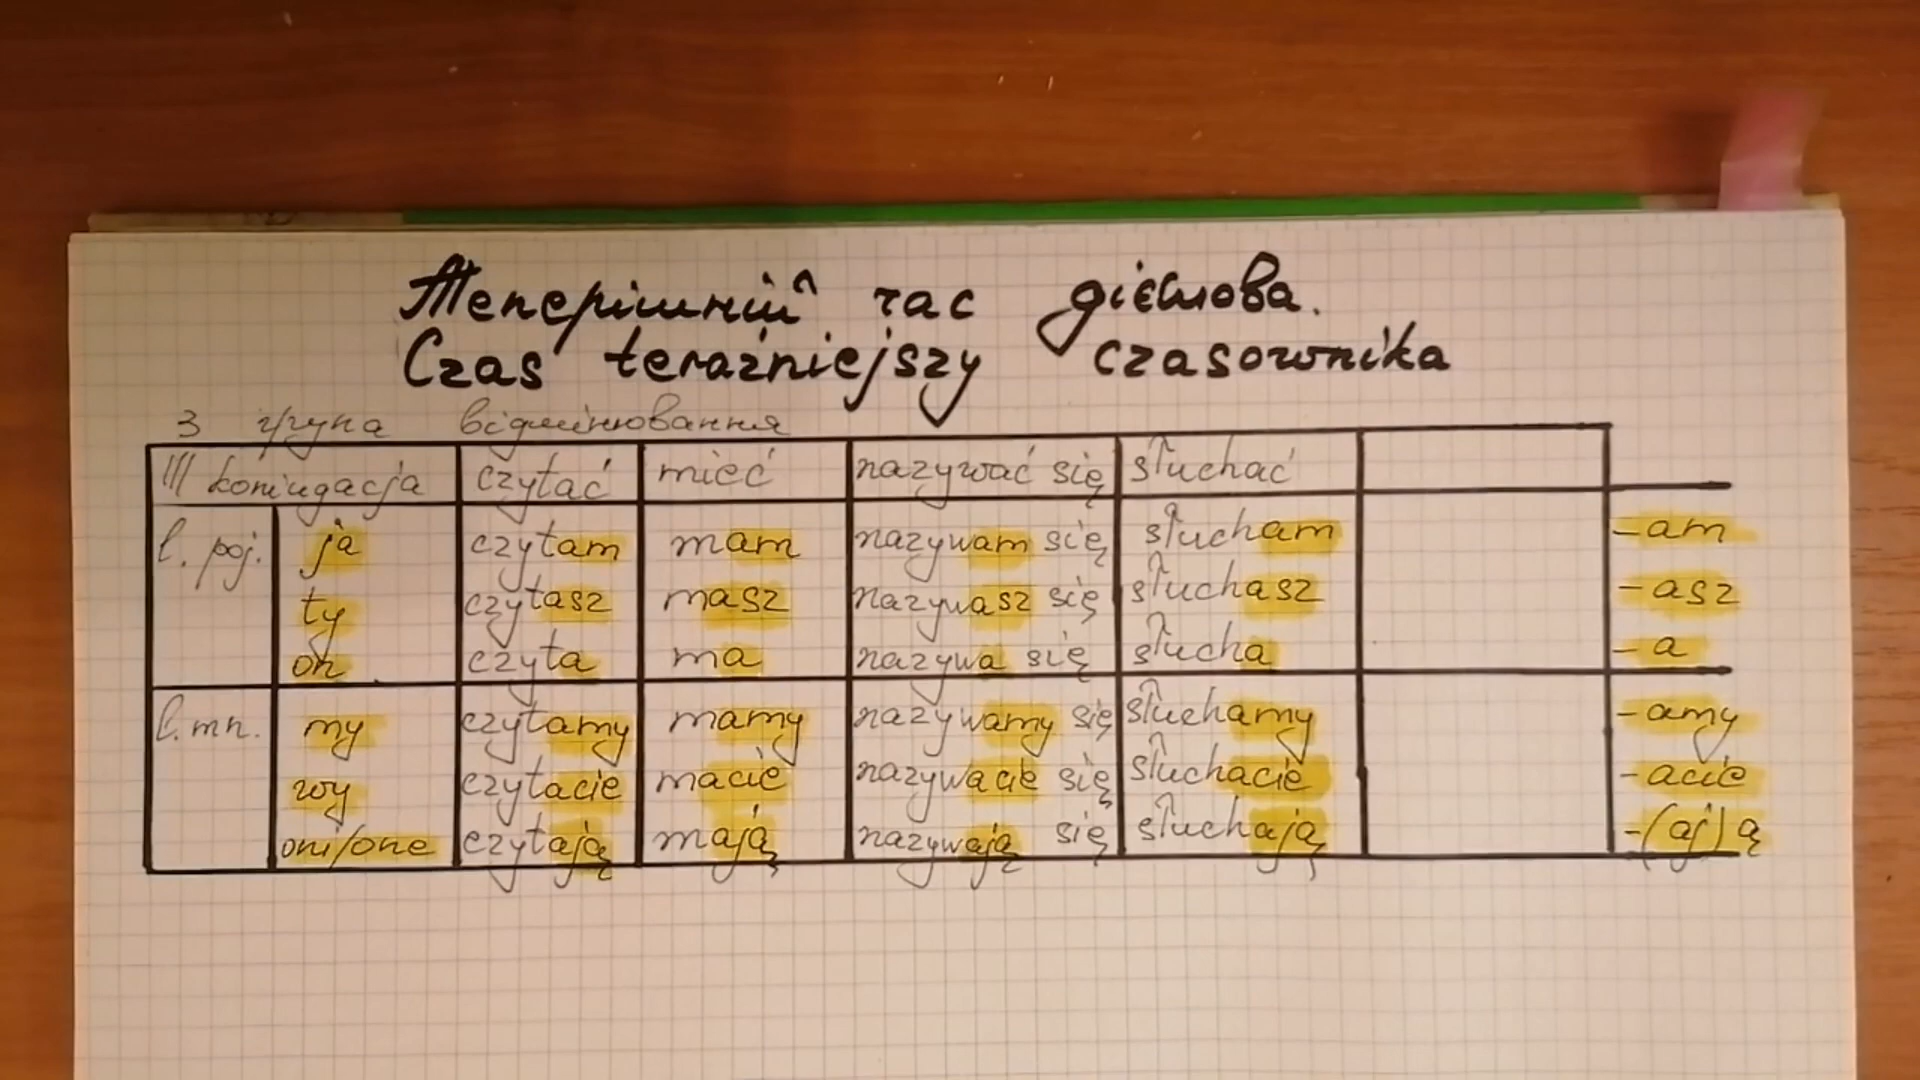 Теперішній час дієслова.
Czas teraźniejszy czasownika
3 група відмінювання
III koniugacja czytać mieć nazywać się słuchać
l. poj. ja czytam mam nazywam się słucham -am
ty czytasz masz nazywasz się słuchasz -asz
on czyta ma nazywa się słucha -a
l. mn. my czytamy mamy nazywamy się słuchamy -amy
wy czytacie macie nazywacie się słuchacie -acie
oni/one czytają mają nazywają się słuchają -(aj)ą